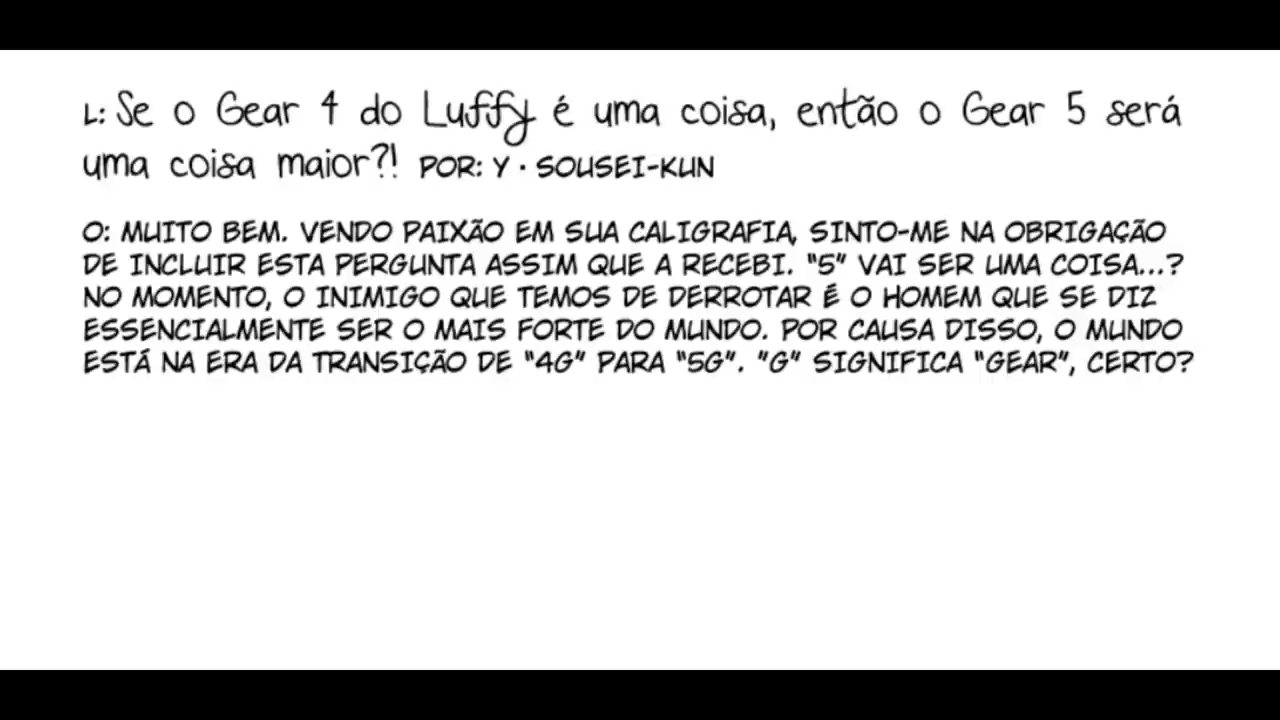 L: Se o Gear 4 do Luffy é uma coisa, então o Gear 5 será
uma coisa maior?! POR: Y · SOUSEI-KUN
O: MUITO BEM. VENDO PAIXÃO EM SUA CALIGRAFIA, SINTO-ME NA OBRIGAÇÃO
DE INCLUIR ESTA PERGUNTA ASSIM QUE A RECEBI. "5" VAI SER UMA COISA...?
NO MOMENTO, O INIMIGO QUE TEMOS DE DERROTAR É O HOMEM QUE SE DIZ
ESSENCIALMENTE SER O MAIS FORTE DO MUNDO. POR CAUSA DISSO, O MUNDO
ESTÁ NA ERA DA TRANSIÇÃO DE "4G" PARA "5G". "G" SIGNIFICA "GEAR", CERTO?